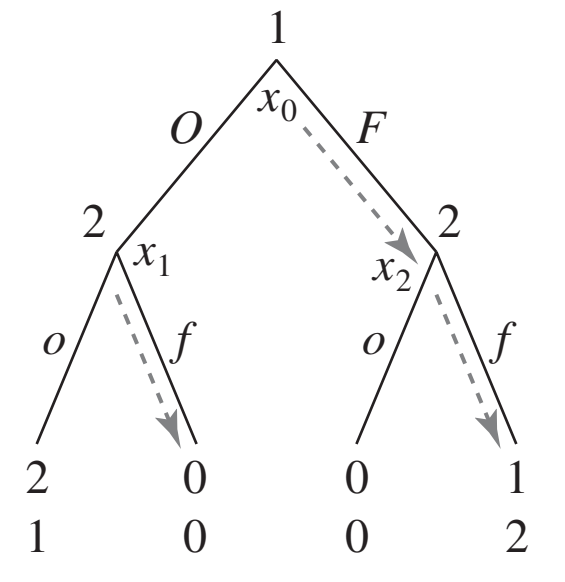 1
x₀
O F
2 2
x₁ x₂
o f o f
2 0 0 1
1 0 0 2